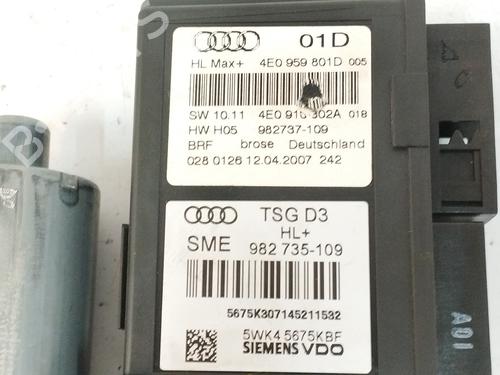 01D
HL Max+ 4E0 959 801D 005
SW 10.11 4E0 910 802A 018
HW H05 982737-109
BRF brose Deutschland
028 0126 12.04.2007 242
TSG D3
HL+
SME 982 735-109
5675K307145211532
5WK4 5675KBF
SIEMENS VDO
A01